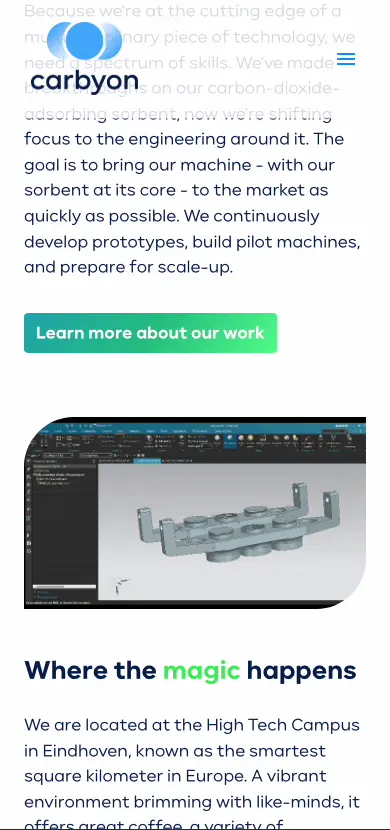 Because we're at the cutting edge of a
piece of technology, we
need a spectrum of skills. We've made
on our carbon-dioxide-
carbyon
adsorbing sorbent, now we're shifting
focus to the engineering around it. The
goal is to bring our machine - with our
sorbent at its core - to the market as
quickly as possible. We continuously
develop prototypes, build pilot machines,
and prepare for scale-up.
Learn more about our work
Where the magic happens
We are located at the High Tech Campus
in Eindhoven, known as the smartest
square kilometer in Europe. A vibrant
environment brimming with like-minds, it
offers great coffee, a variety of